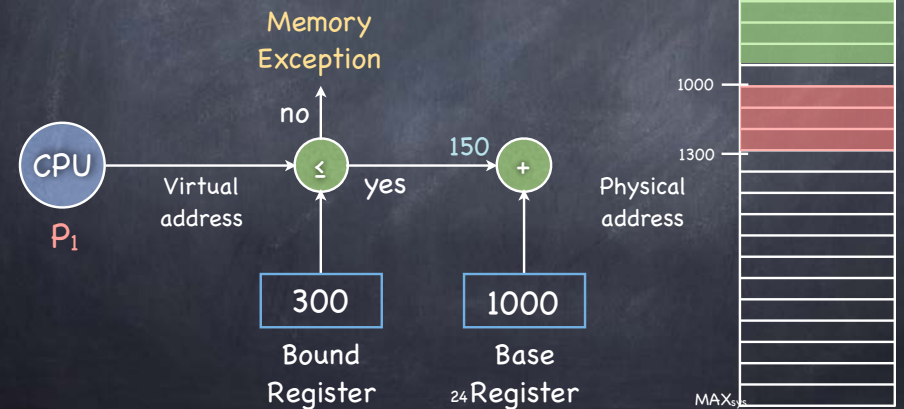 Memory
Exception
no
1000
CPU
≤
150
+
1300
yes
Virtual
address
Physical
address
P₁
300
1000
Bound
Register
Base
24 Register
MAXsys